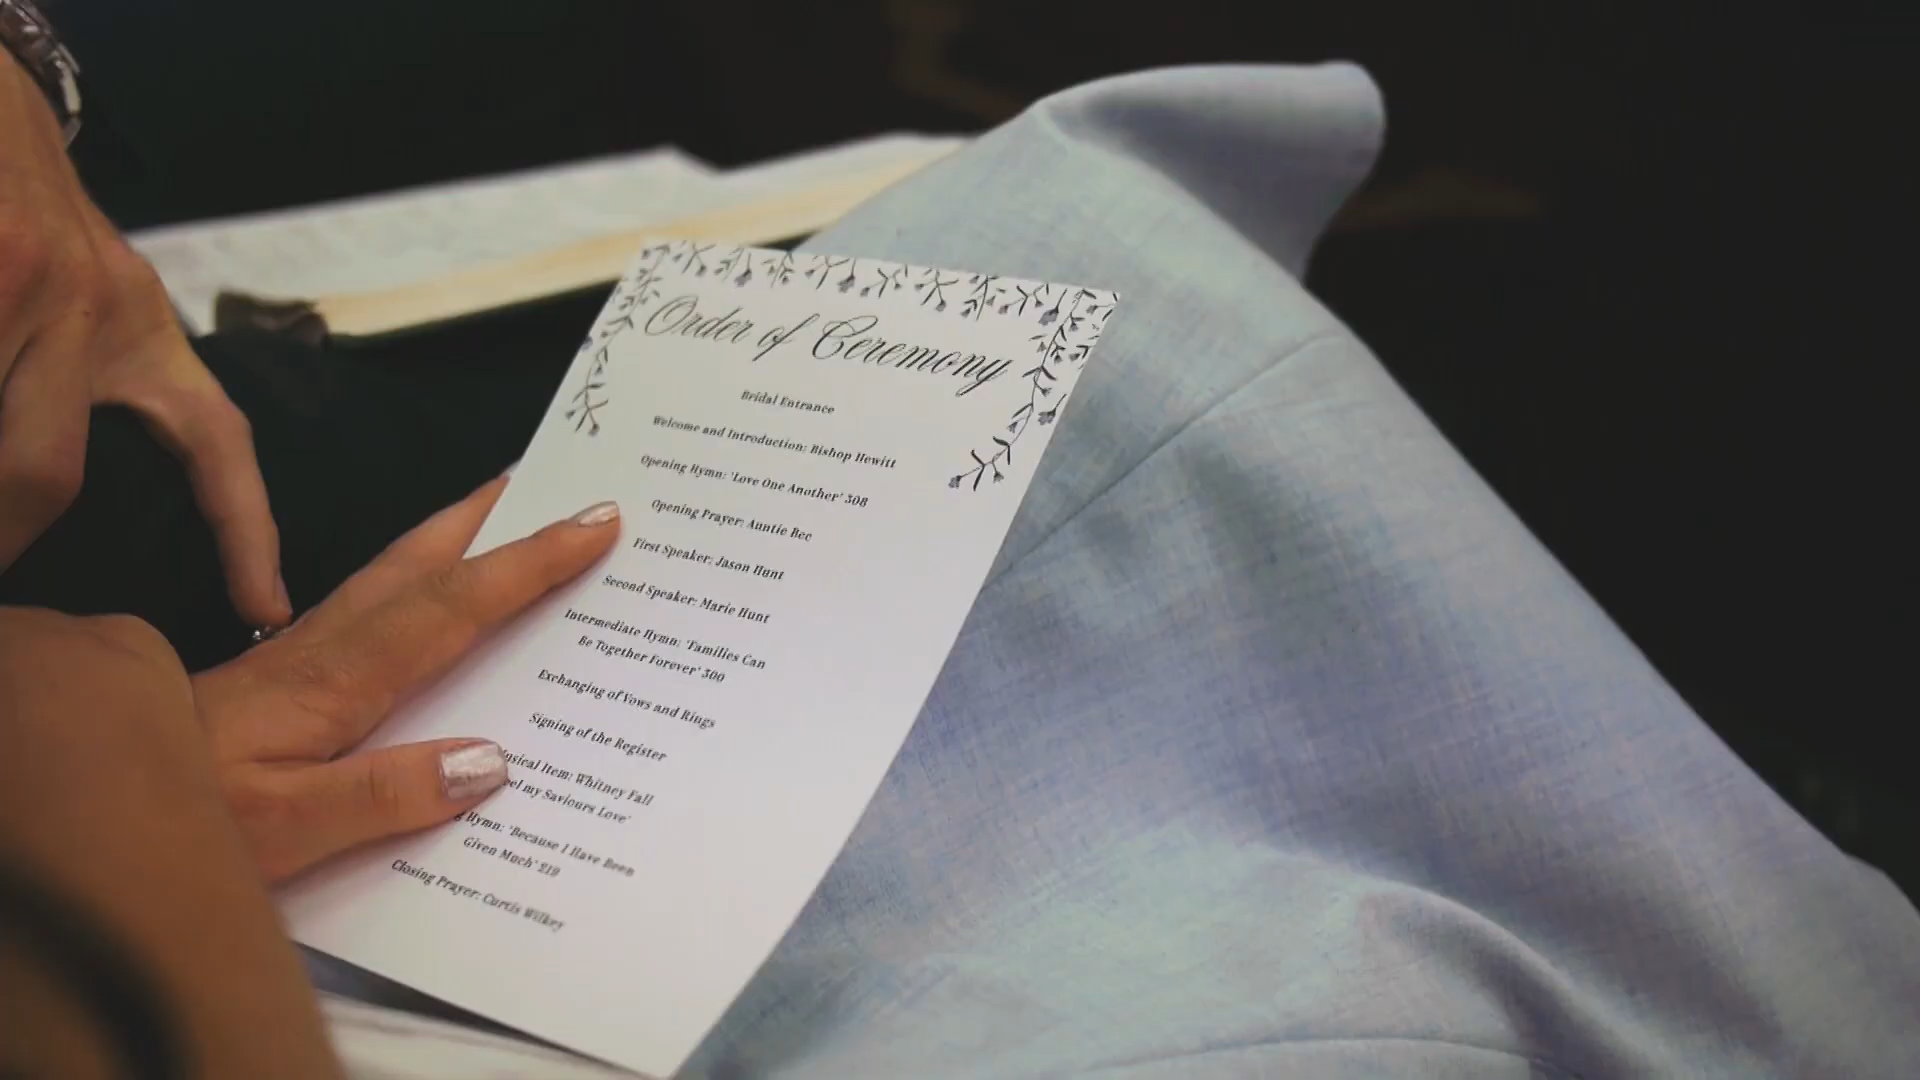 Order of Ceremony
Bridal Entrance
Welcome and Introduction: Bishop Hewitt
Opening Hymn: 'Love One Another' 308
Opening Prayer: Auntie Bec
First Speaker: Jason Hunt
Second Speaker: Marie Hunt
Intermediate Hymn: 'Families Can
Be Together Forever' 300
Exchanging of Vows and Rings
Signing of the Register
Item: Whitney Fall
my Saviours Love'
Hymn: 'Because I Have Been
Given Much' 219
Closing Prayer: Curtis Wilkey